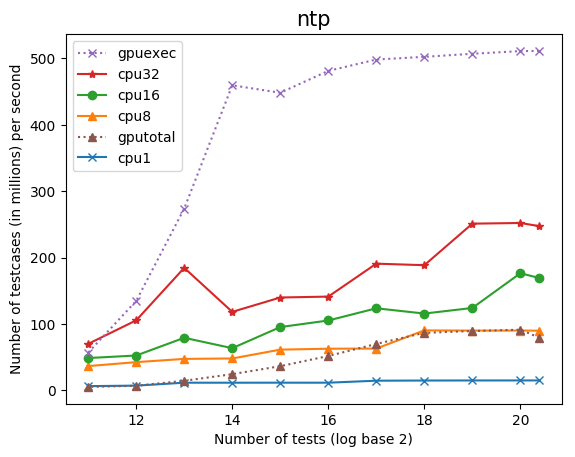 ntp
gpuexec
cpu32
cpu16
cpu8
gputotal
cpu1
Number of testcases (in millions) per second
500
400
300
200
100
0
12
14
16
18
20
Number of tests (log base 2)